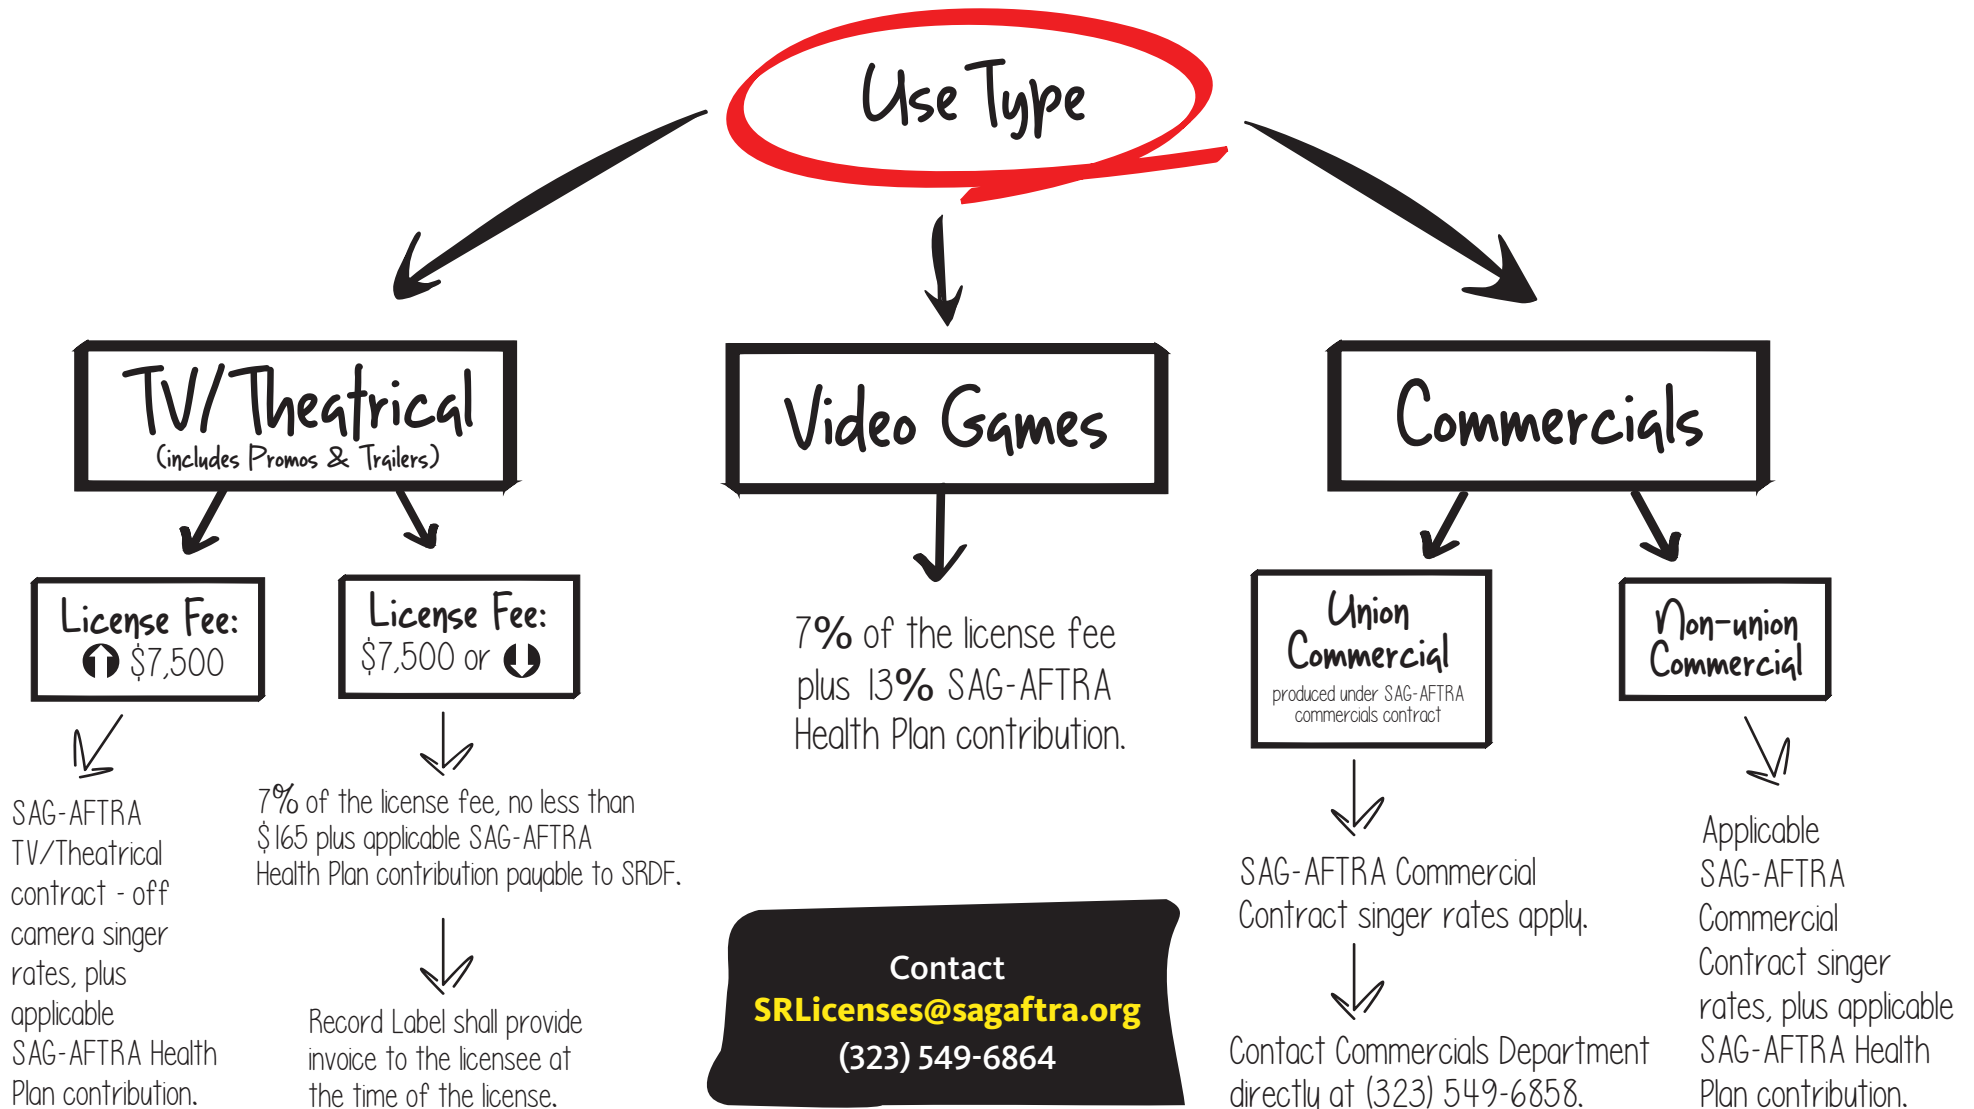 Use Type
TV/Theatrical
(includes Promos & Trailers)
License Fee:
$7,500
SAG-AFTRA
TV/Theatrical
contract - off
camera singer
rates, plus
applicable
SAG-AFTRA Health
Plan contribution.
License Fee:
$7,500 or
7% of the license fee, no less than
$165 plus applicable SAG-AFTRA
Health Plan contribution payable to SRDF.
Record Label shall provide
invoice to the licensee at
the time of the license.
Video Games
7% of the license fee
plus 13% SAG-AFTRA
Health Plan contribution.
Contact
SRLicenses@sagaftra.org
(323) 549-6864
Commercials
Union
Commercial
produced under SAG-AFTRA
commercials contract
SAG-AFTRA Commercial
Contract singer rates apply.
Contact Commercials Department
directly at (323) 549-6858.
Non-union
Commercial
Applicable
SAG-AFTRA
Commercial
Contract singer
rates, plus applicable
SAG-AFTRA Health
Plan contribution.